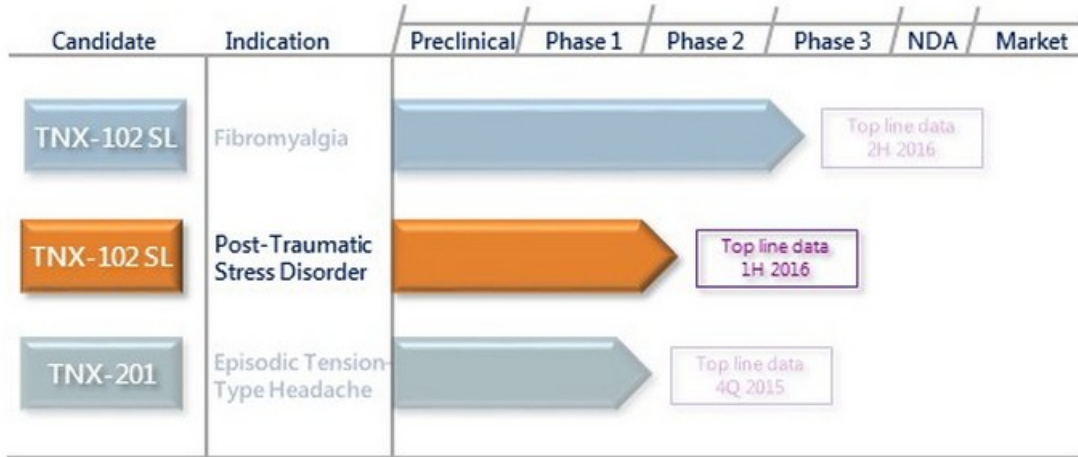 Candidate Indication Preclinical Phase 1 Phase 2 Phase 3 NDA Market
TNX-102 SL Fibromyalgia Top line data
2H 2016
TNX-102 SL Post-Traumatic
Stress Disorder Top line data
1H 2016
TNX-201 Episodic Tension-
Type Headache Top line data
4Q 2015